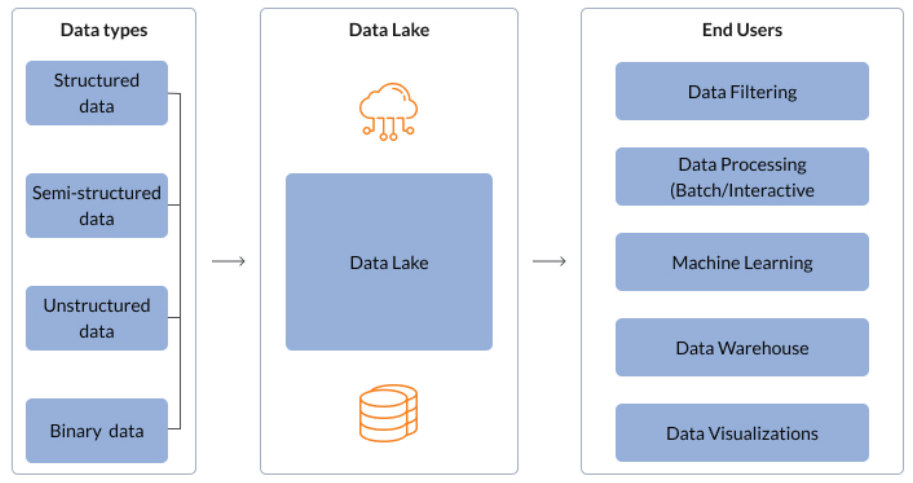 Data types
Structured
data
Semi-structured
data
Unstructured
data
Binary data
Data Lake
Data Lake
End Users
Data Filtering
Data Processing
(Batch/Interactive
Machine Learning
Data Warehouse
Data Visualizations